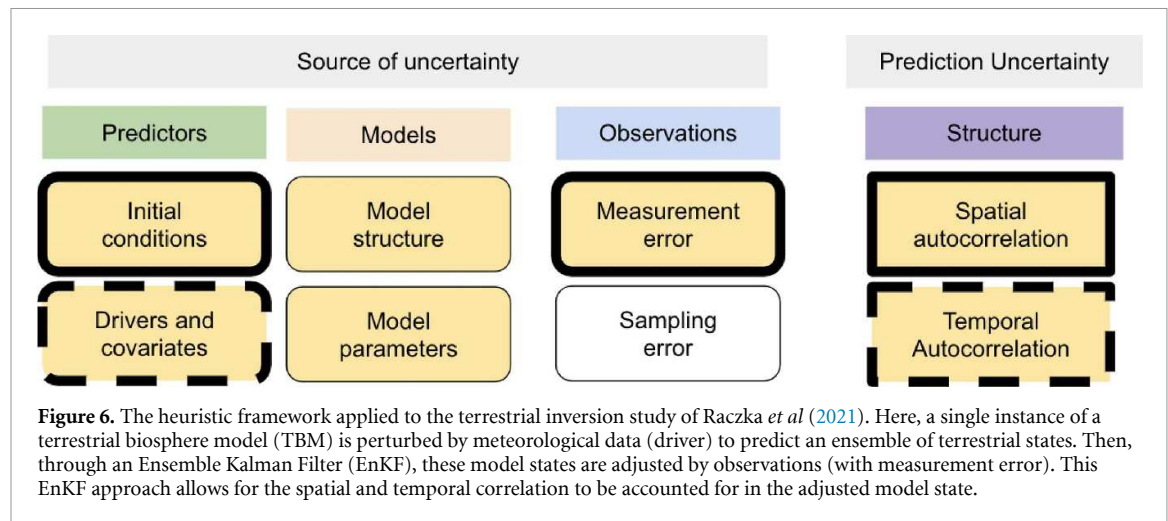 Source of uncertainty
Prediction Uncertainty
Predictors
Models
Observations
Structure
Initial
conditions
Model
structure
Measurement
error
Spatial
autocorrelation
Drivers and
covariates
Model
parameters
Sampling
error
Temporal
Autocorrelation
Figure 6. The heuristic framework applied to the terrestrial inversion study of Raczka et al (2021). Here, a single instance of a
terrestrial biosphere model (TBM) is perturbed by meteorological data (driver) to predict an ensemble of terrestrial states. Then,
through an Ensemble Kalman Filter (EnKF), these model states are adjusted by observations (with measurement error). This
EnKF approach allows for the spatial and temporal correlation to be accounted for in the adjusted model state.